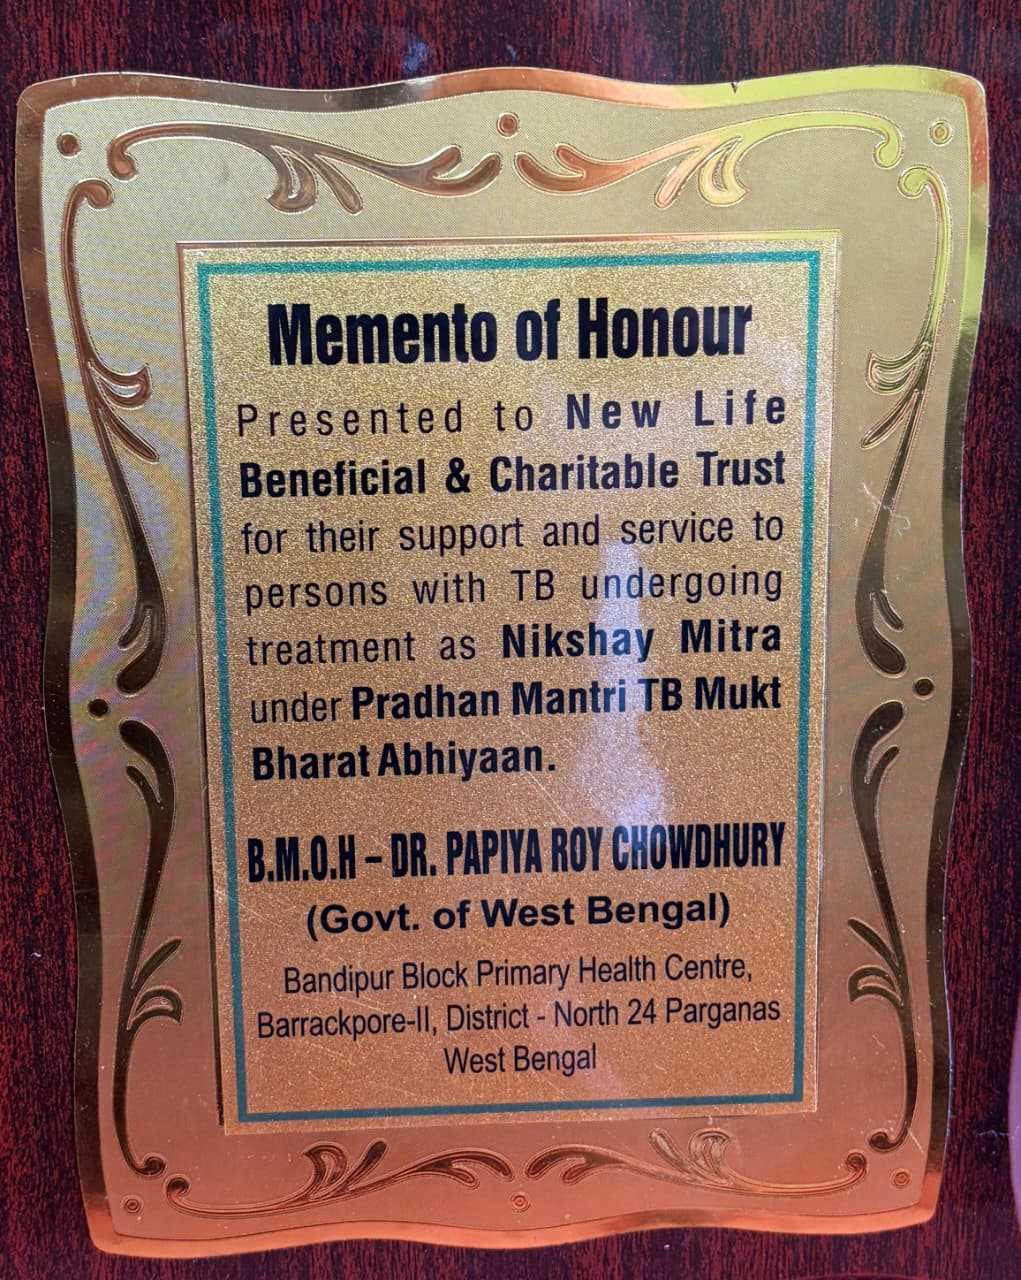 Memento of Honour
Presented to New Life
Beneficial & Charitable Trust
for their support and service to
persons with TB undergoing
treatment as Nikshay Mitra
under Pradhan Mantri TB Mukt
Bharat Abhiyaan.
B.M.O.H – DR. PAPIYA ROY CHOWDHURY
(Govt. of West Bengal)
Bandipur Block Primary Health Centre,
Barrackpore-II, District - North 24 Parganas
West Bengal